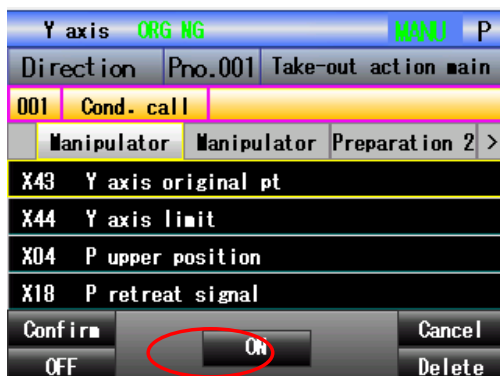 Y axis ORG NG MANU P
Direction Pno.001 Take-out action main
001 Cond. call
Manipulator Manipulator Preparation 2 >
X43 Y axis original pt
X44 Y axis limit
X04 P upper position
X18 P retreat signal
Confirm ON Cancel
OFF Delete